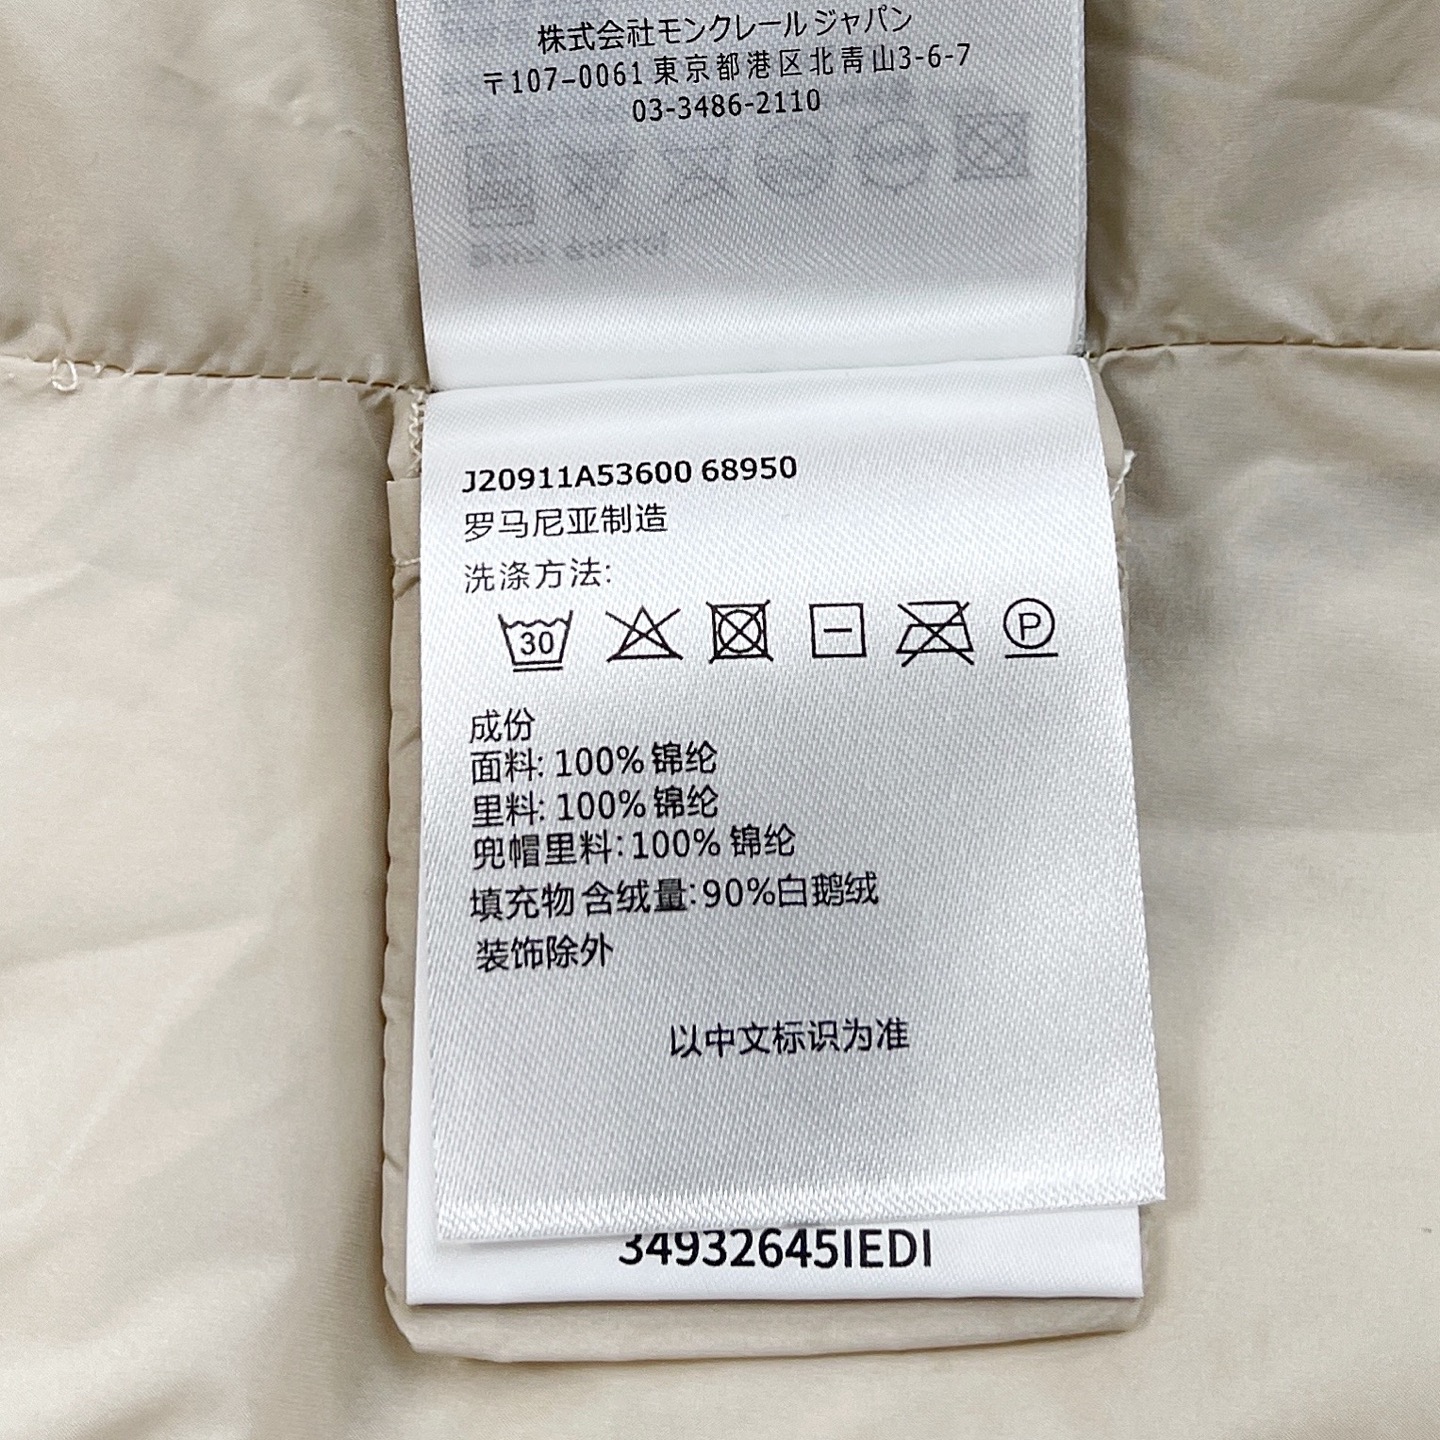 株式会社モンクレール ジャパン
〒107-0061 東京都港区北青山3-6-7
03-3486-2110
J20911A53600 68950
罗马尼亚制造
洗涤方法:
30
P
成份
面料: 100% 锦纶
里料: 100% 锦纶
兜帽里料: 100% 锦纶
填充物 含绒量: 90%白鹅绒
装饰除外
以中文标识为准
34932645IEDI